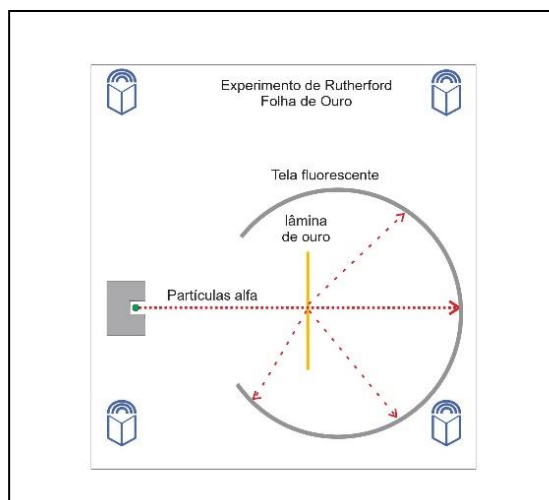 Experimento de Rutherford
Folha de Ouro
Tela fluorescente
lâmina
de ouro
Partículas alfa